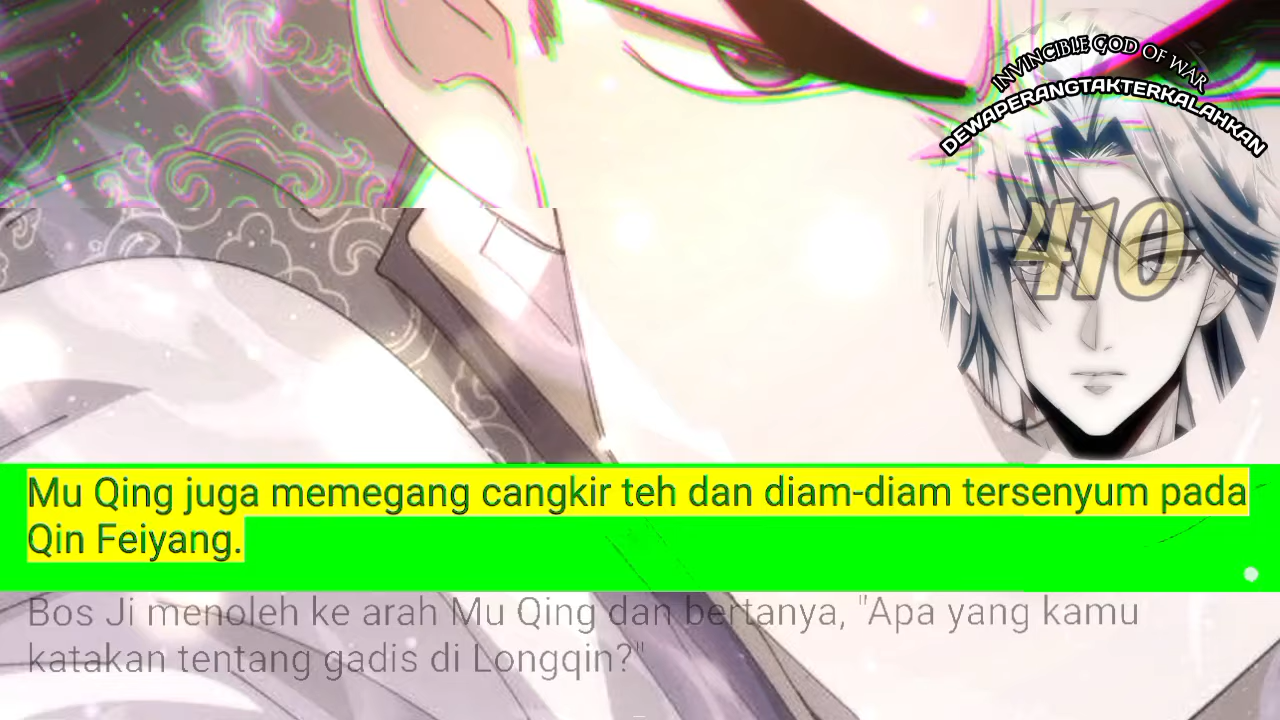 INVINCIBLE GOD OF WAR
DEWAPERANGTAKTERKALAHKAN
410
Mu Qing juga memegang cangkir teh dan diam-diam tersenyum pada
Qin Feiyang.
Bos Ji menoleh ke arah Mu Qing dan bertanya, "Apa yang kamu
katakan tentang gadis di Longqin?"